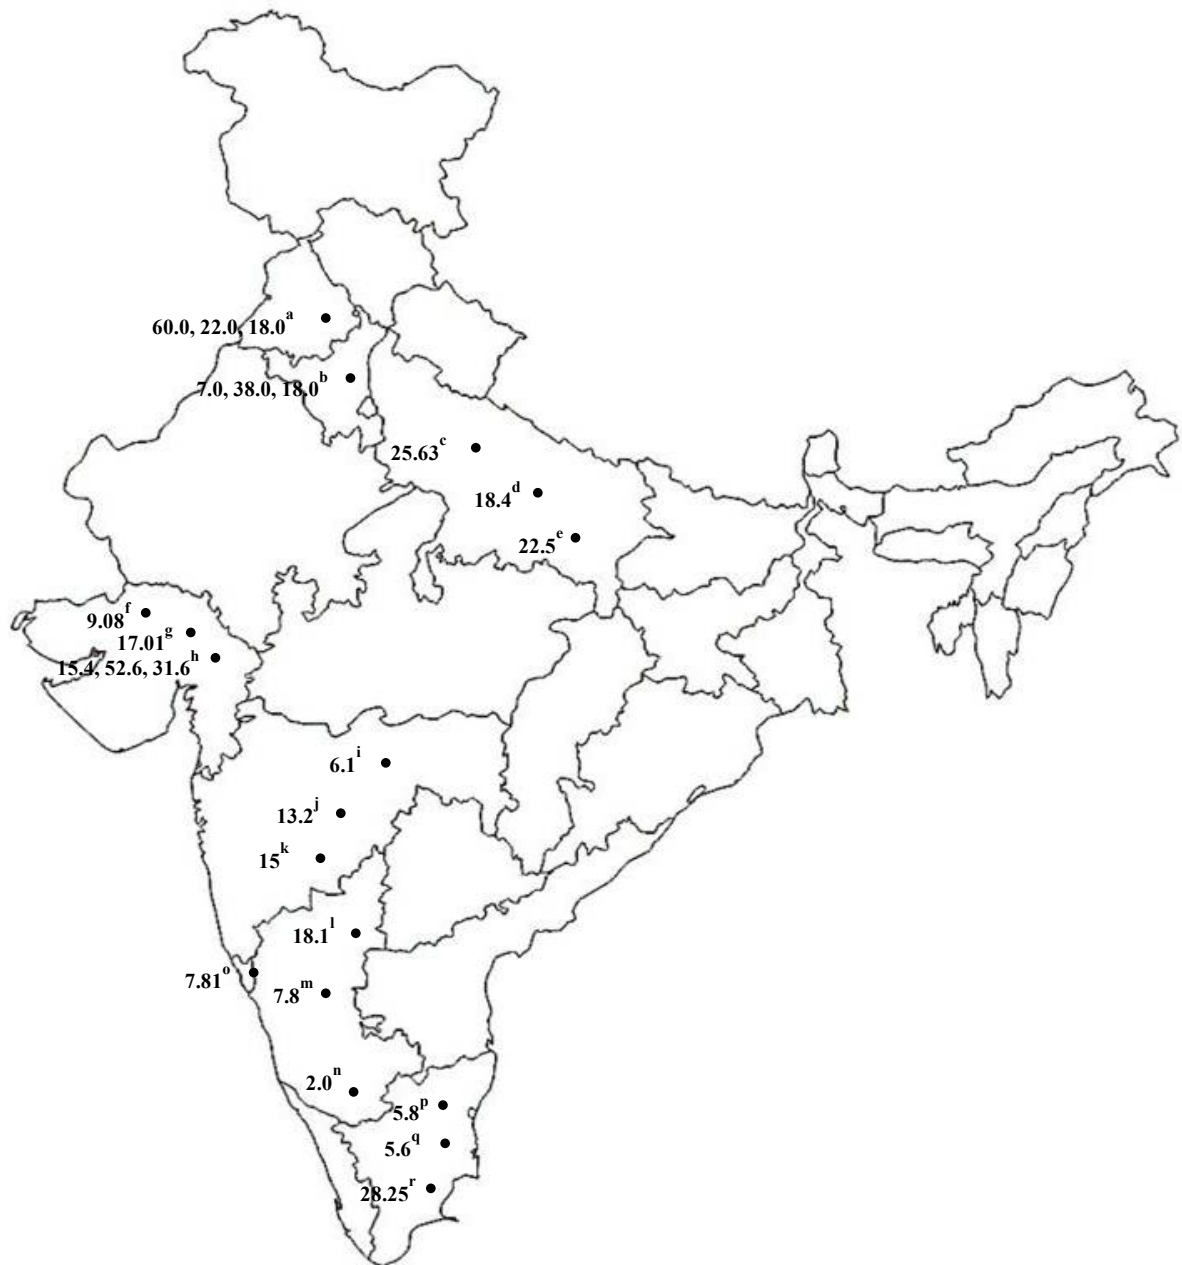 60.0, 22.0, 18.0a
7.0, 38.0, 18.0b
25.63c
18.4d
22.5e
9.08f
17.01g
15.4, 52.6, 31.6h
6.1i
13.2j
15k
18.1l
7.81o
7.8m
2.0n
5.8p
5.6q
28.25r